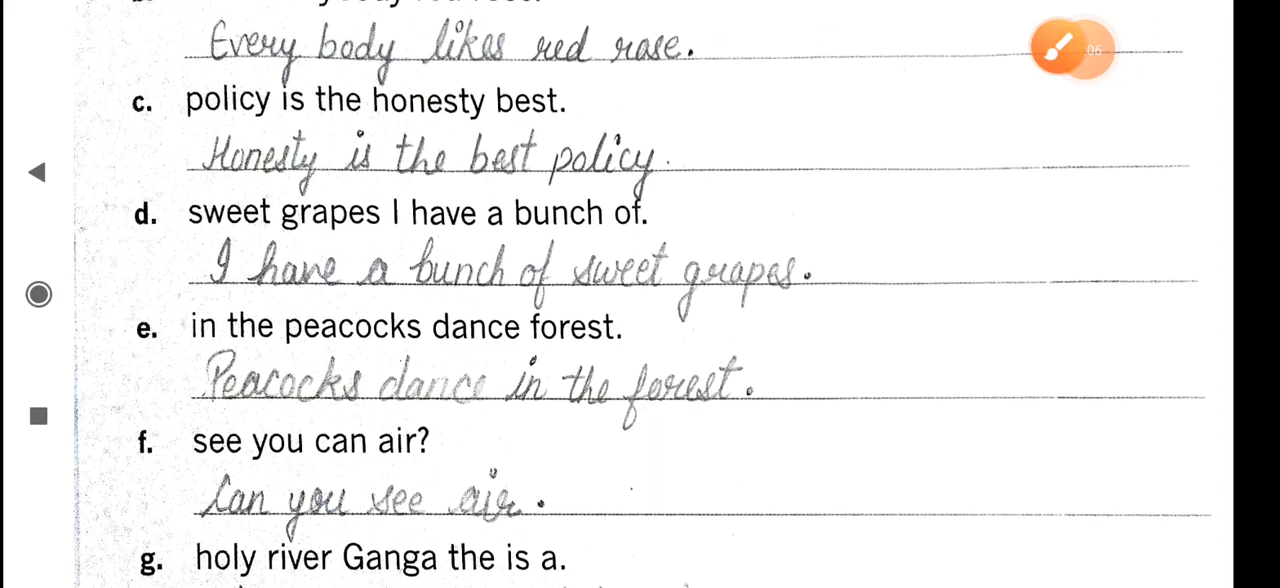 Every body likes red rose.
06
c. policy is the honesty best.
Honesty is the best policy.
d. sweet grapes I have a bunch of.
I have a bunch of sweet grapes.
e. in the peacocks dance forest.
Peacocks dance in the forest.
f. see you can air?
Can you see air.
g. holy river Ganga the is a.